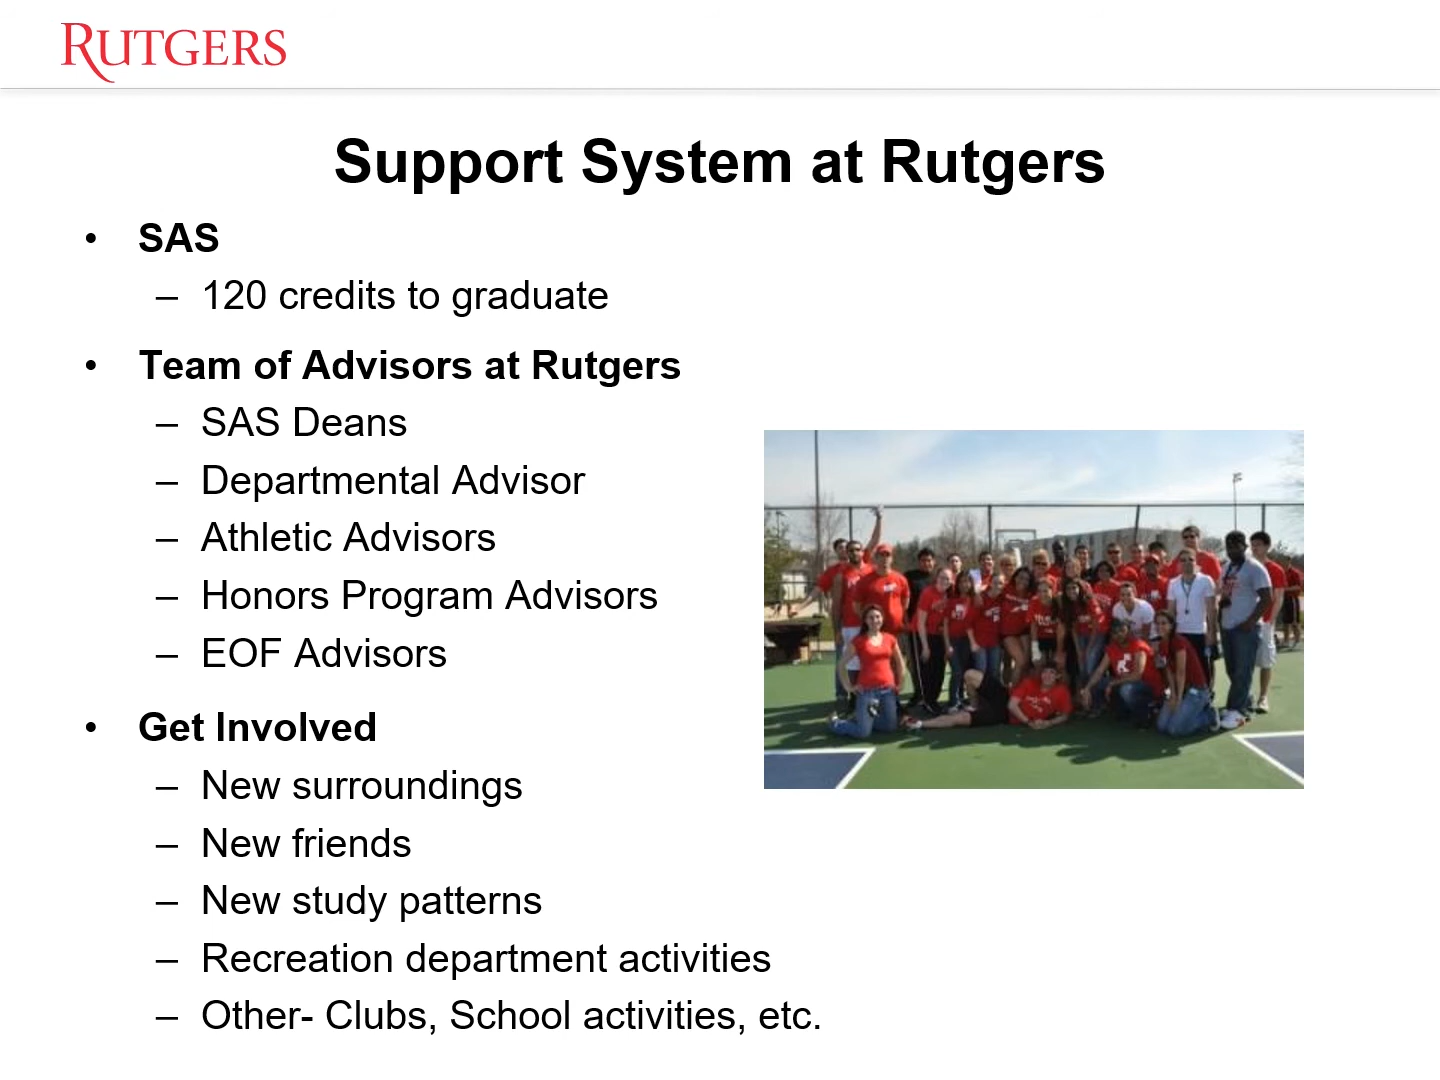 RUTGERS
Support System at Rutgers
• SAS
– 120 credits to graduate
• Team of Advisors at Rutgers
– SAS Deans
– Departmental Advisor
– Athletic Advisors
– Honors Program Advisors
– EOF Advisors
• Get Involved
– New surroundings
– New friends
– New study patterns
– Recreation department activities
– Other- Clubs, School activities, etc.